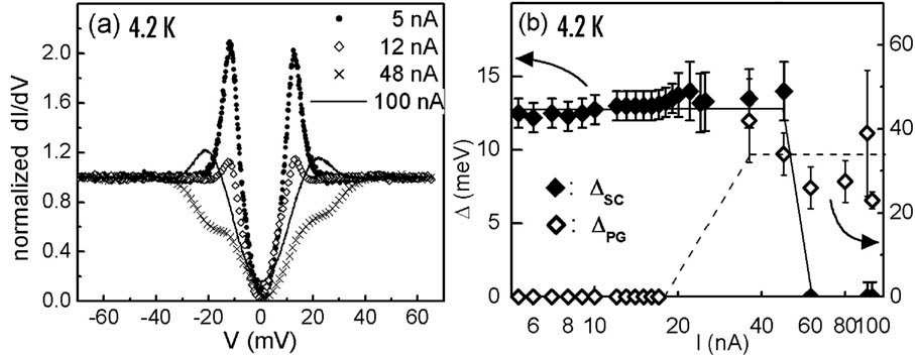 (a) 4.2 K
5 nA
12 nA
48 nA
100 nA
normalized dI/dV
2.0
1.6
1.2
0.8
0.4
0.0
-60 -40 -20 0 20 40 60
V (mV)
(b) 4.2 K
Δ (meV)
15
10
5
0
60
40
20
0
: Δ_SC
: Δ_PG
6 8 10 20 40 60 80 100
I (nA)